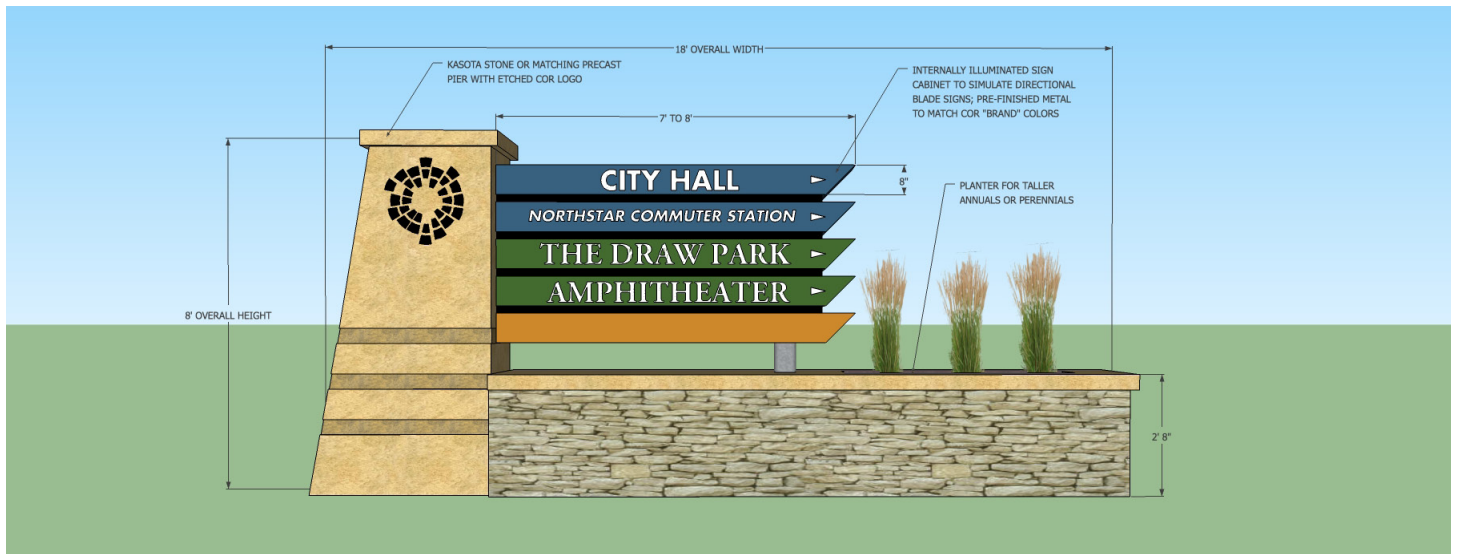 18' OVERALL WIDTH
KASOTA STONE OR MATCHING PRECAST
PIER WITH ETCHED COR LOGO
INTERNALLY ILLUMINATED SIGN
CABINET TO SIMULATE DIRECTIONAL
BLADE SIGNS; PRE-FINISHED METAL
TO MATCH COR "BRAND" COLORS
7' TO 8'
CITY HALL
8"
PLANTER FOR TALLER
ANNUALS OR PERENNIALS
NORTHSTAR COMMUTER STATION
THE DRAW PARK
AMPHITHEATER
8' OVERALL HEIGHT
2' 8"